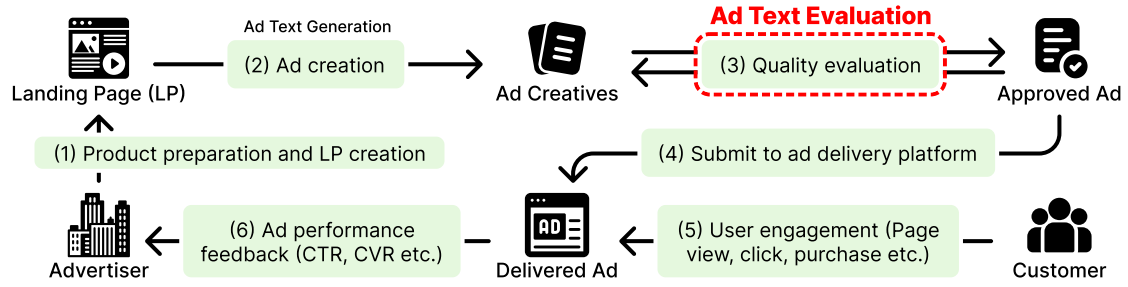 Ad Text Evaluation
Ad Text Generation
(2) Ad creation
(3) Quality evaluation
Landing Page (LP)
Ad Creatives
Approved Ad
(1) Product preparation and LP creation
(4) Submit to ad delivery platform
AD
(6) Ad performance
feedback (CTR, CVR etc.)
(5) User engagement (Page
view, click, purchase etc.)
Advertiser
Delivered Ad
Customer